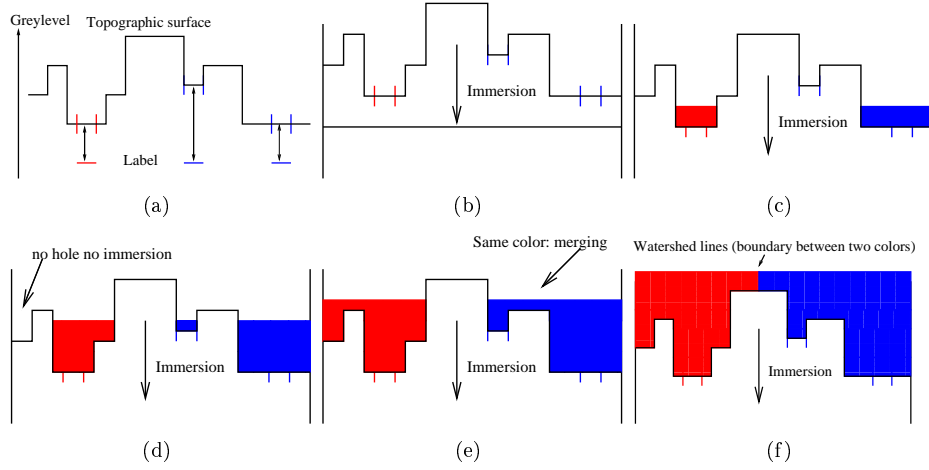 Greylevel
Topographic surface
Label
(a)
Immersion
(b)
Immersion
(c)
no hole no immersion
Immersion
(d)
Same color: merging
Immersion
(e)
Watershed lines (boundary between two colors)
Immersion
(f)